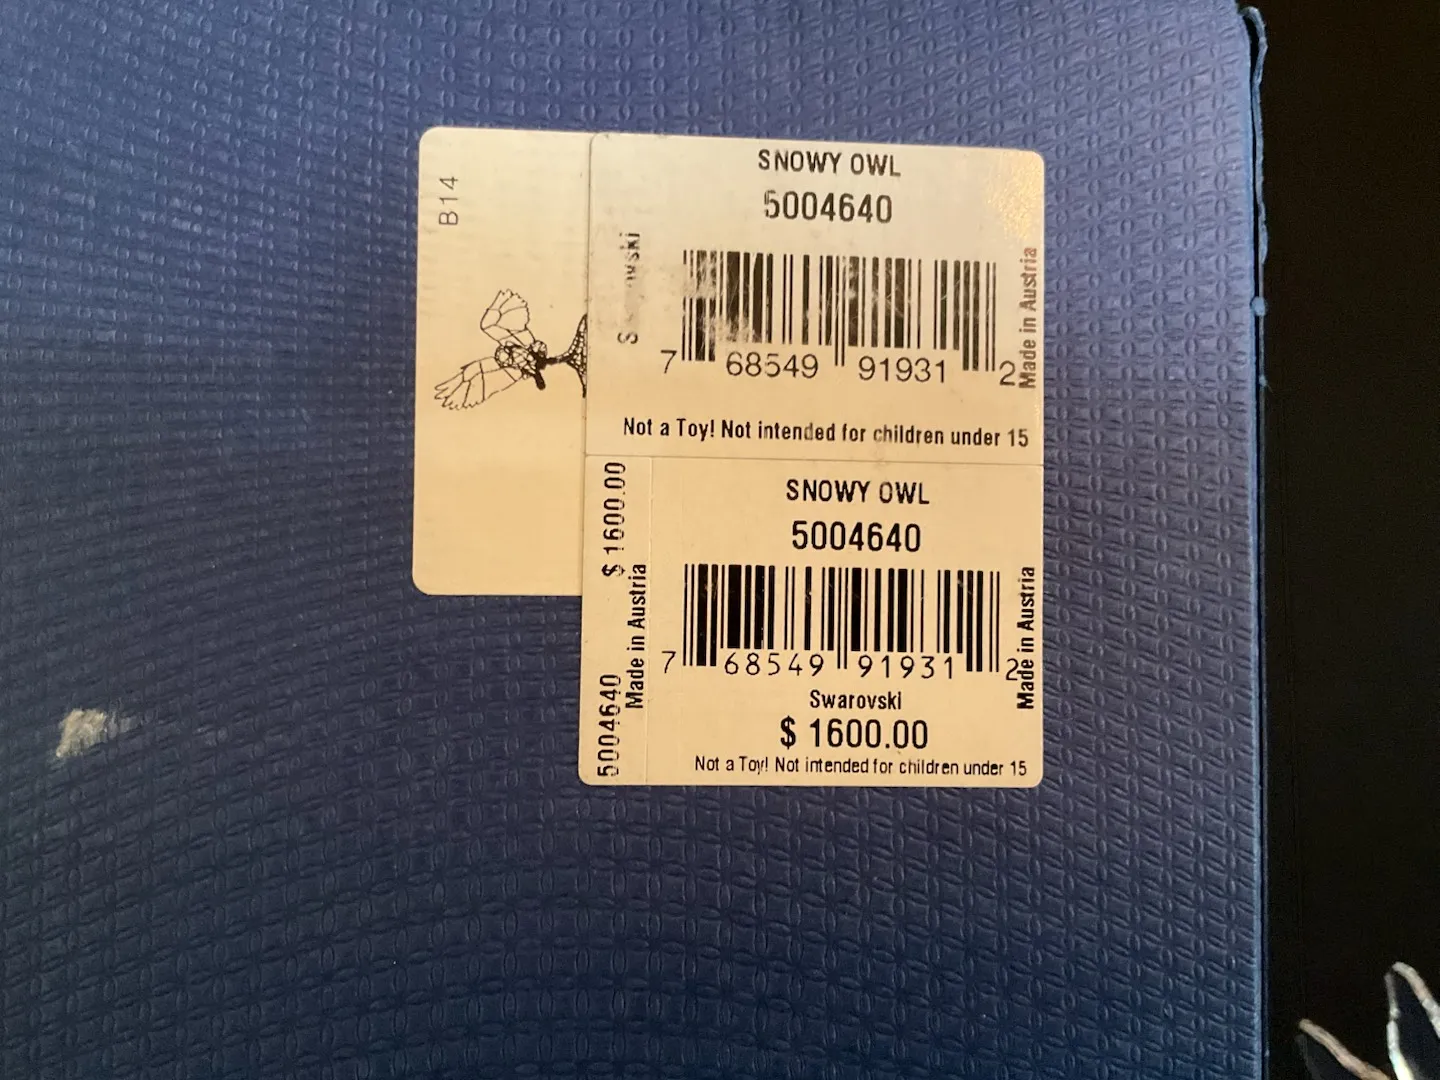 B14
SNOWY OWL
5004640
7 68549 91931 2
Made in Austria
Not a Toy! Not intended for children under 15
$ 1600.00
5004640
Made in Austria
SNOWY OWL
5004640
7 68549 91931 2
Made in Austria
Swarovski
$ 1600.00
Not a Toy! Not intended for children under 15